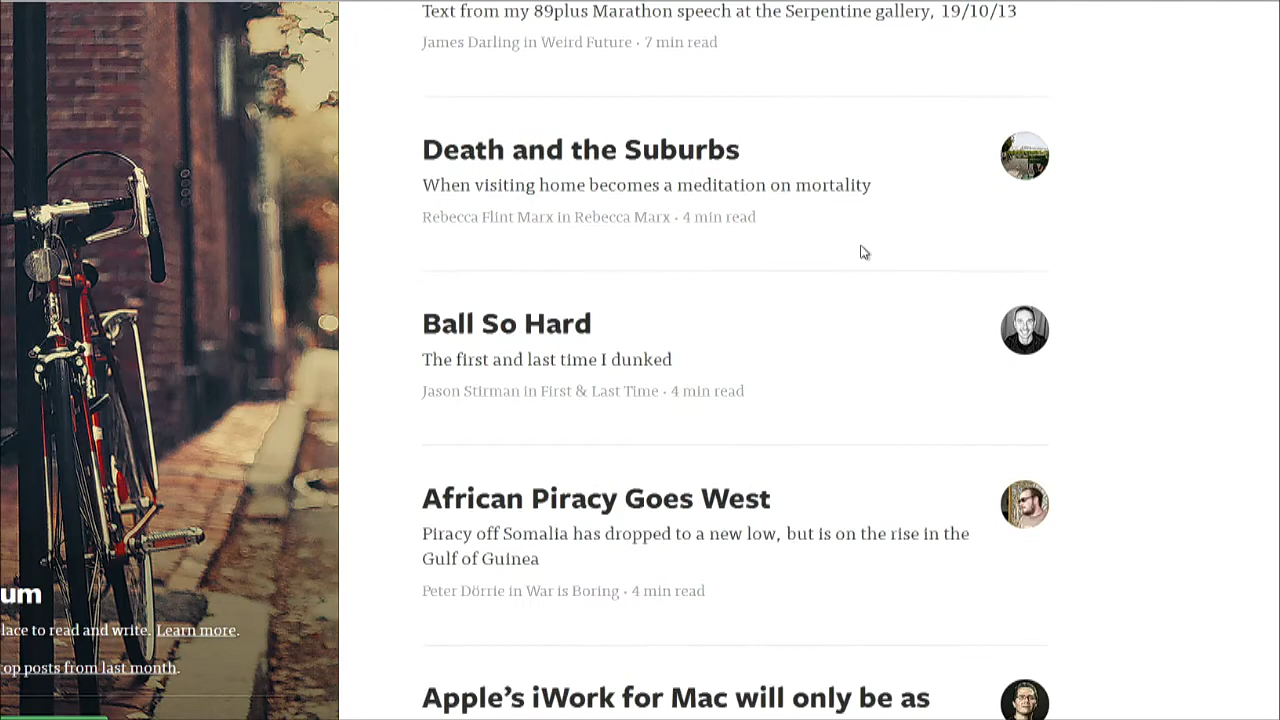 Text from my 89plus Marathon speech at the Serpentine gallery, 19/10/13
James Darling in Weird Future · 7 min read
Death and the Suburbs
When visiting home becomes a meditation on mortality
Rebecca Flint Marx in Rebecca Marx · 4 min read
Ball So Hard
The first and last time I dunked
Jason Stirman in First & Last Time · 4 min read
African Piracy Goes West
Piracy off Somalia has dropped to a new low, but is on the rise in the
Gulf of Guinea
Peter Dörrie in War is Boring · 4 min read
Apple’s iWork for Mac will only be as
um
lace to read and write. Learn more.
op posts from last month.